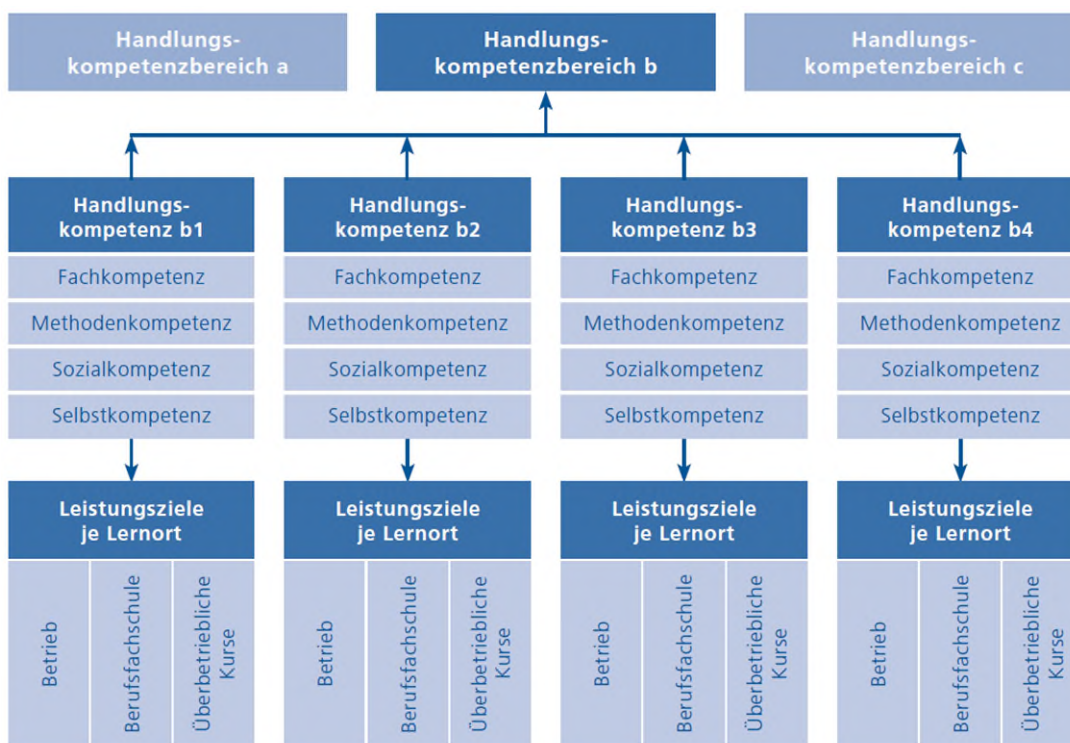 Handlungs-
kompetenzbereich a
Handlungs-
kompetenzbereich b
Handlungs-
kompetenzbereich c
Handlungs-
kompetenz b1
Fachkompetenz
Methodenkompetenz
Sozialkompetenz
Selbstkompetenz
Leistungsziele
je Lernort
Betrieb
Berufsfachschule
Überbetriebliche
Kurse
Handlungs-
kompetenz b2
Fachkompetenz
Methodenkompetenz
Sozialkompetenz
Selbstkompetenz
Leistungsziele
je Lernort
Betrieb
Berufsfachschule
Überbetriebliche
Kurse
Handlungs-
kompetenz b3
Fachkompetenz
Methodenkompetenz
Sozialkompetenz
Selbstkompetenz
Leistungsziele
je Lernort
Betrieb
Berufsfachschule
Überbetriebliche
Kurse
Handlungs-
kompetenz b4
Fachkompetenz
Methodenkompetenz
Sozialkompetenz
Selbstkompetenz
Leistungsziele
je Lernort
Betrieb
Berufsfachschule
Überbetriebliche
Kurse